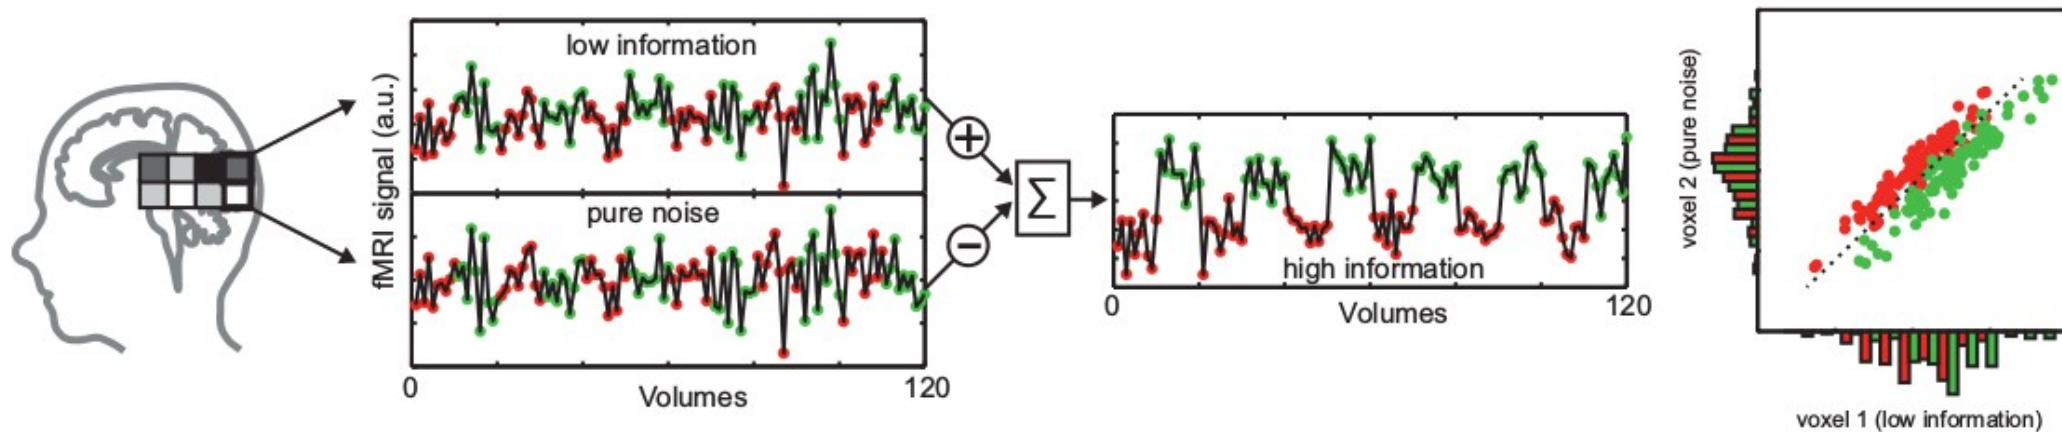 low information
fMRI signal (a.u.)
pure noise
0
120
Volumes
+
−
Σ
high information
0
120
Volumes
voxel 2 (pure noise)
voxel 1 (low information)